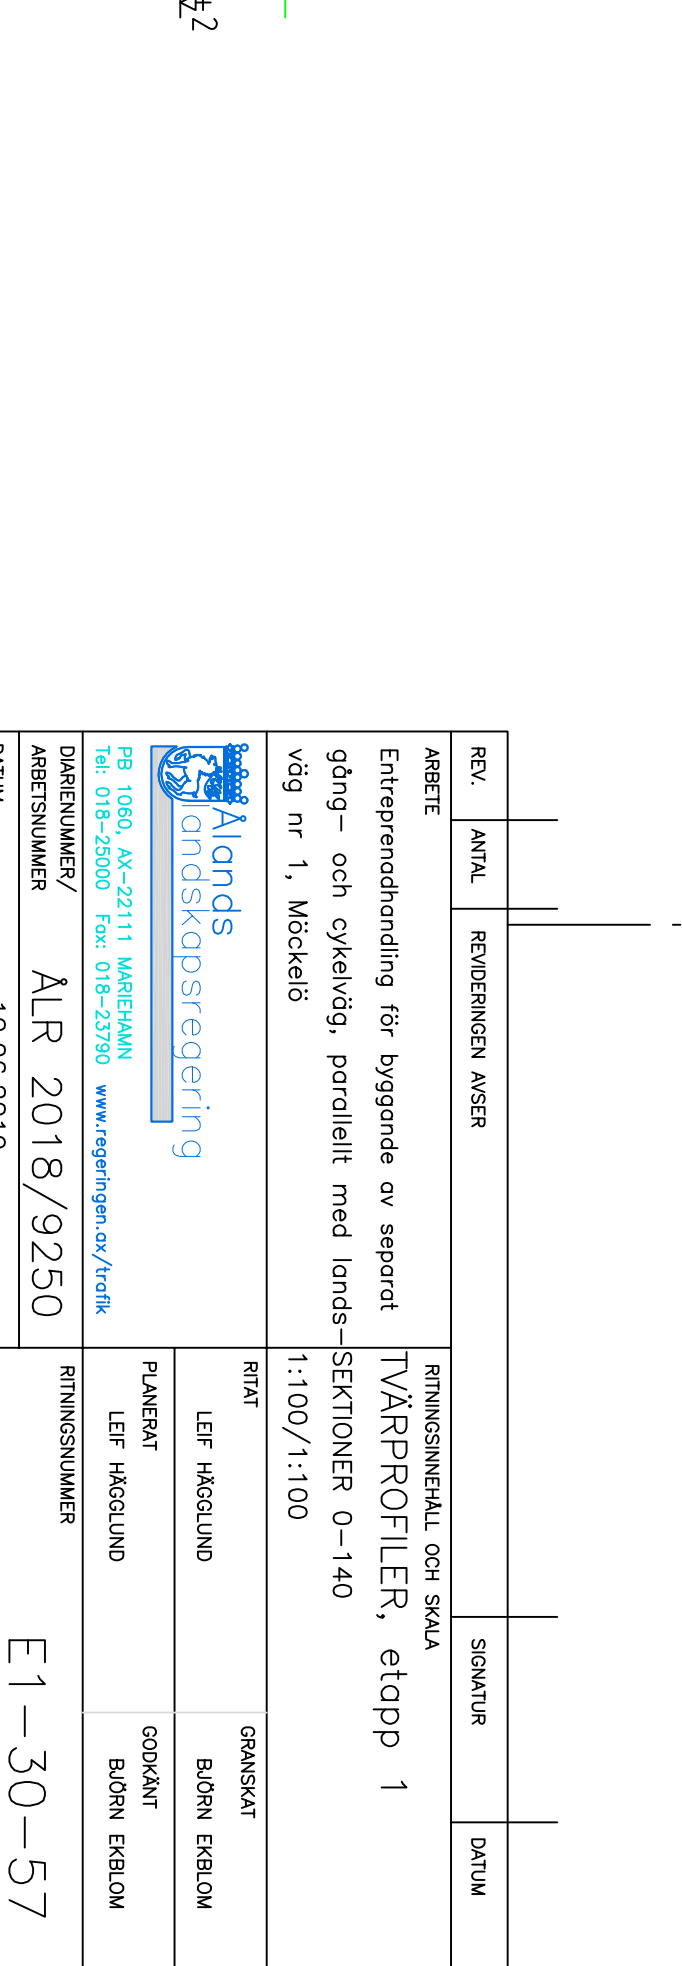 REV. ANTAL REVIDERINGEN AVSER SIGNATUR DATUM
ARBETE
Entreprenadhandling för byggande av separat
gång- och cykelväg, parallellt med lands-
väg nr 1, Möckelö
RITNINGSINNEHÅLL OCH SKALA
TVÄRPROFILER, etapp 1
SEKTIONER 0-140
1:100/1:100
Ålands
landskapsregering
PB 1060, AX-22111 MARIEHAMN
Tel: 018-25000 Fax: 018-23790 www.regeringen.ax/trafik
RITAT
LEIF HÄGGLUND
GRANSKAT
BJÖRN EKBLOM
PLANERAT
LEIF HÄGGLUND
GODKÄNT
BJÖRN EKBLOM
DIARIENUMMER/
ARBETSNUMMER
ÅLR 2018/9250
RITNINGSNUMMER
E1-30-57